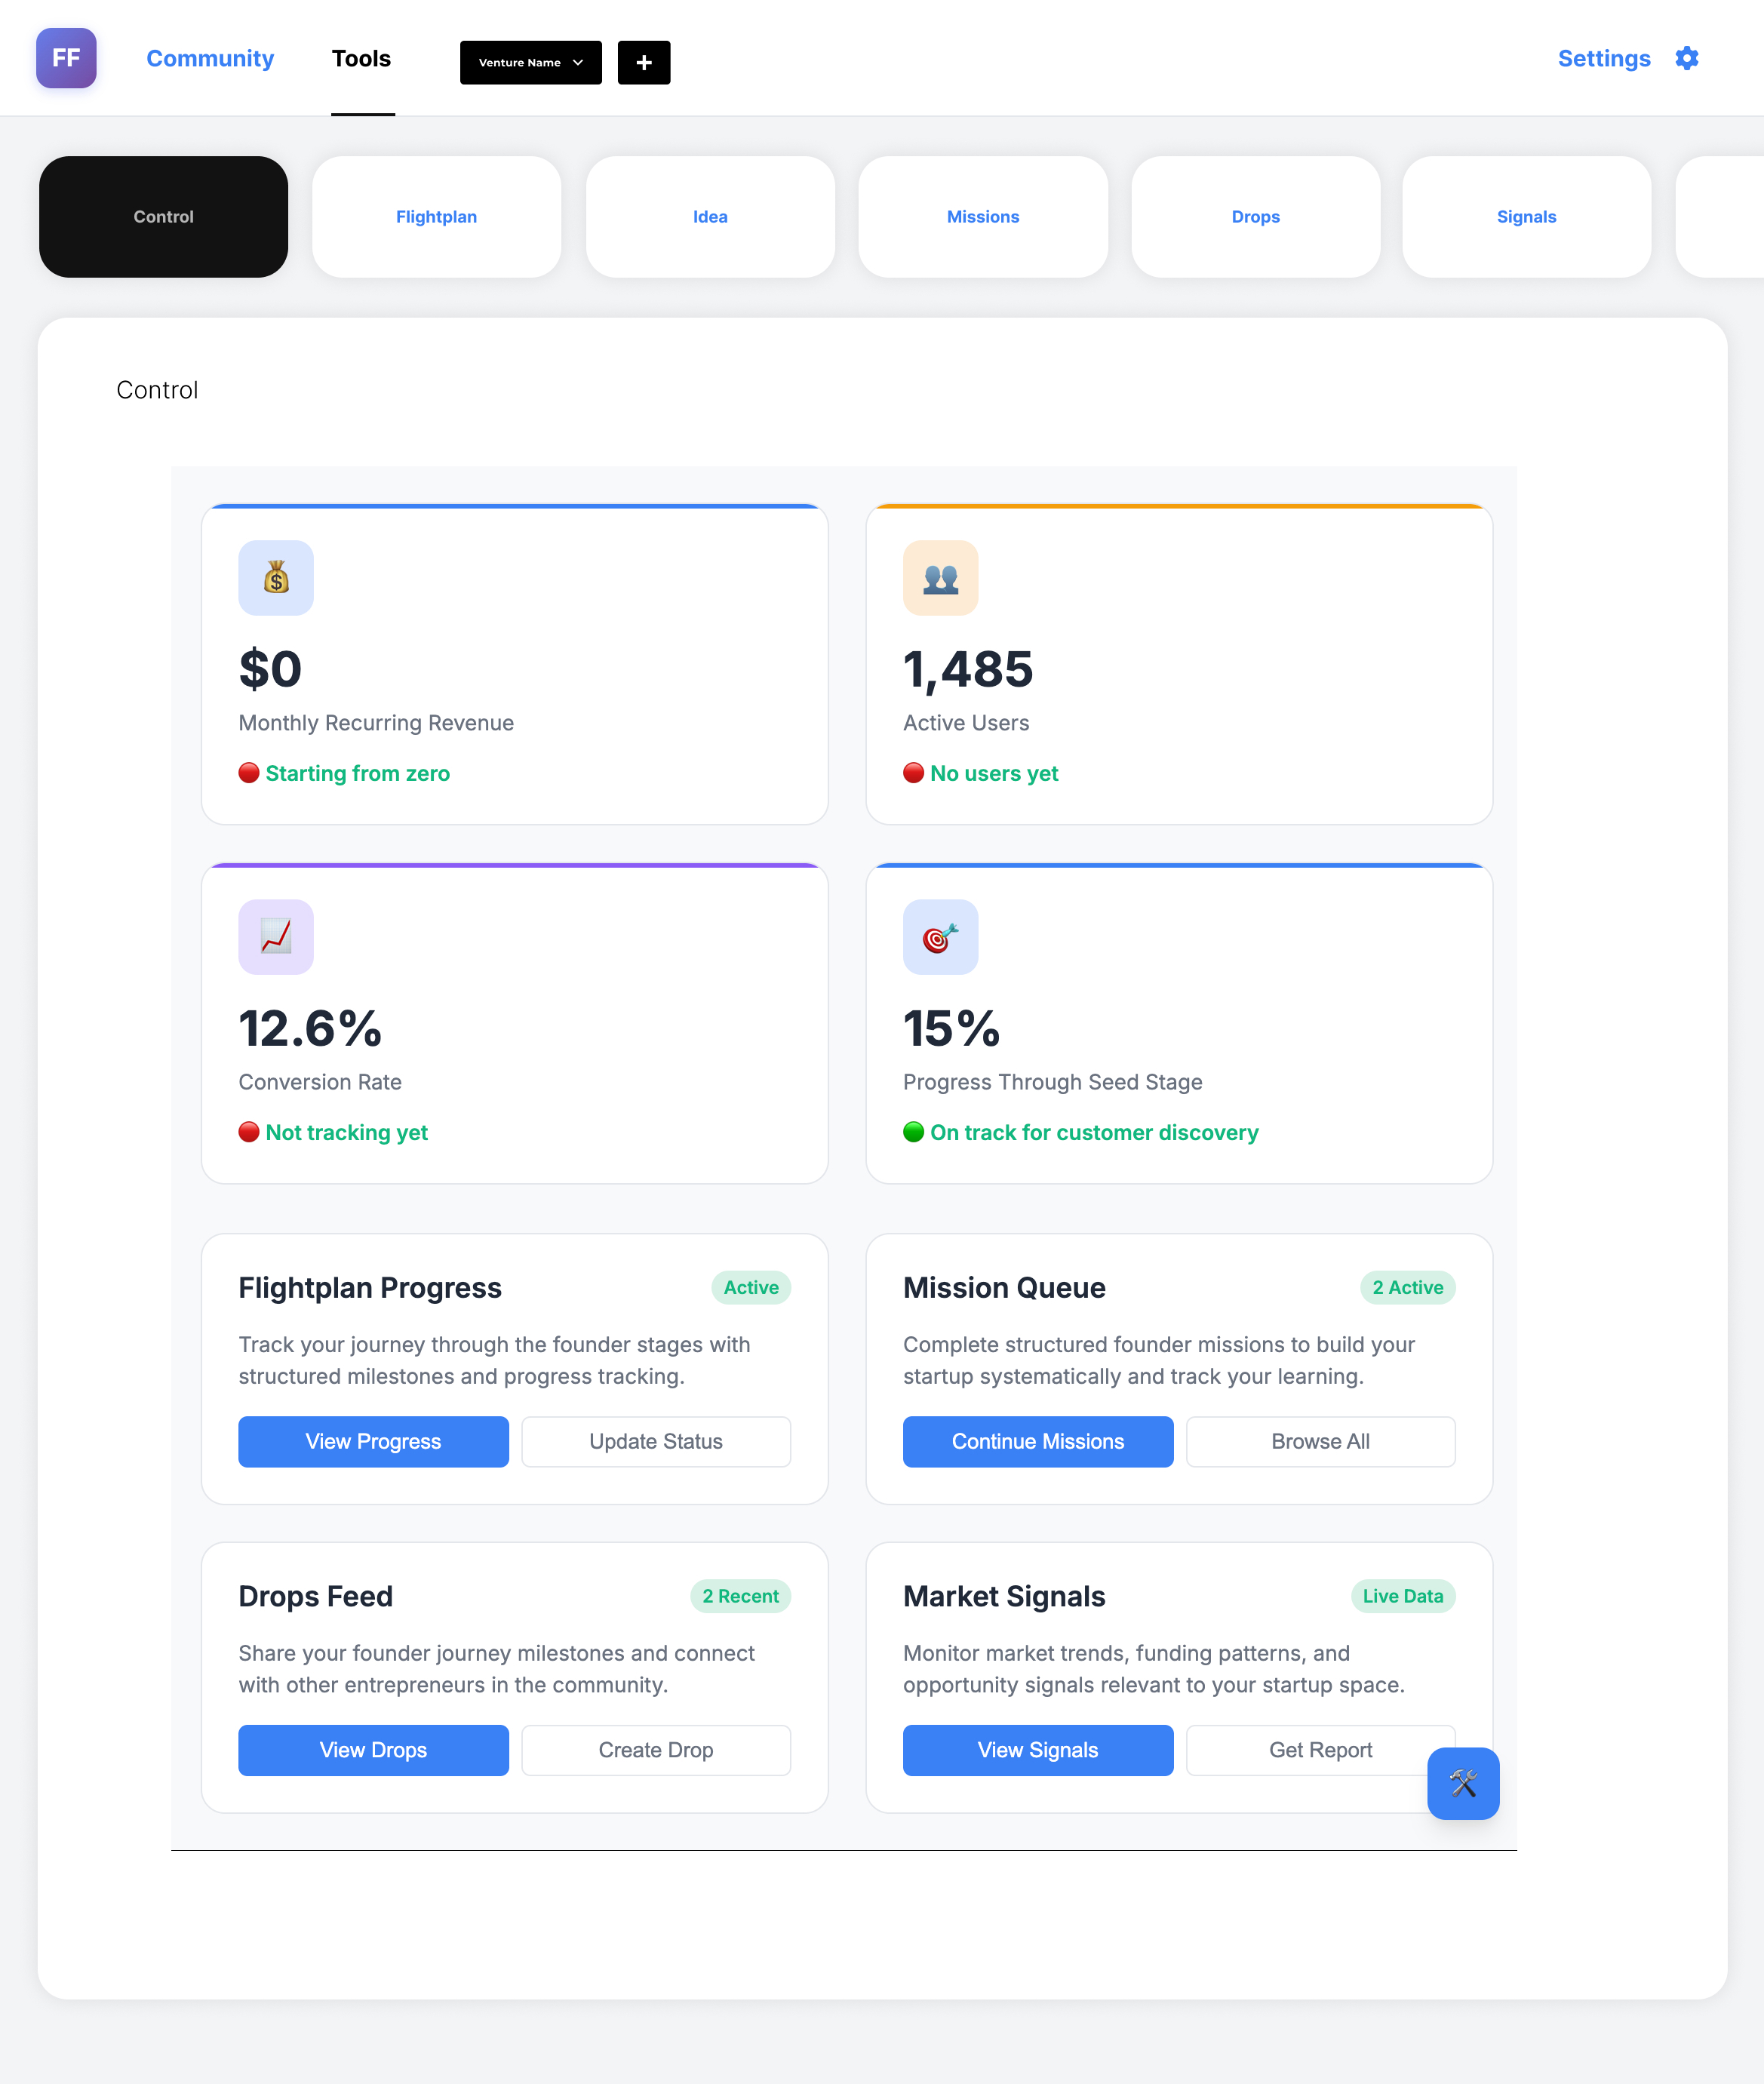 FF
Community
Tools
Venture Name
+
Settings
Control
Flightplan
Idea
Missions
Drops
Signals
Control
$0
Monthly Recurring Revenue
🔴 Starting from zero
1,485
Active Users
🔴 No users yet
12.6%
Conversion Rate
🔴 Not tracking yet
15%
Progress Through Seed Stage
🟢 On track for customer discovery
Flightplan Progress
Active
Track your journey through the founder stages with
structured milestones and progress tracking.
View Progress
Update Status
Mission Queue
2 Active
Complete structured founder missions to build your
startup systematically and track your learning.
Continue Missions
Browse All
Drops Feed
2 Recent
Share your founder journey milestones and connect
with other entrepreneurs in the community.
View Drops
Create Drop
Market Signals
Live Data
Monitor market trends, funding patterns, and
opportunity signals relevant to your startup space.
View Signals
Get Report